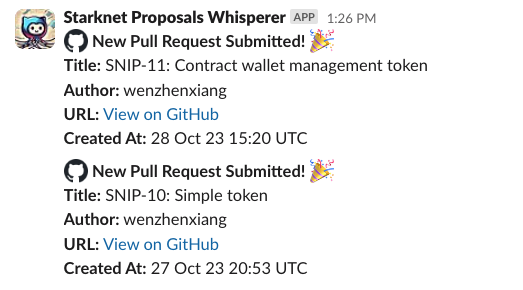 Starknet Proposals Whisperer APP 1:26 PM
New Pull Request Submitted! 🎉
Title: SNIP-11: Contract wallet management token
Author: wenzhenxiang
URL: View on GitHub
Created At: 28 Oct 23 15:20 UTC
New Pull Request Submitted! 🎉
Title: SNIP-10: Simple token
Author: wenzhenxiang
URL: View on GitHub
Created At: 27 Oct 23 20:53 UTC